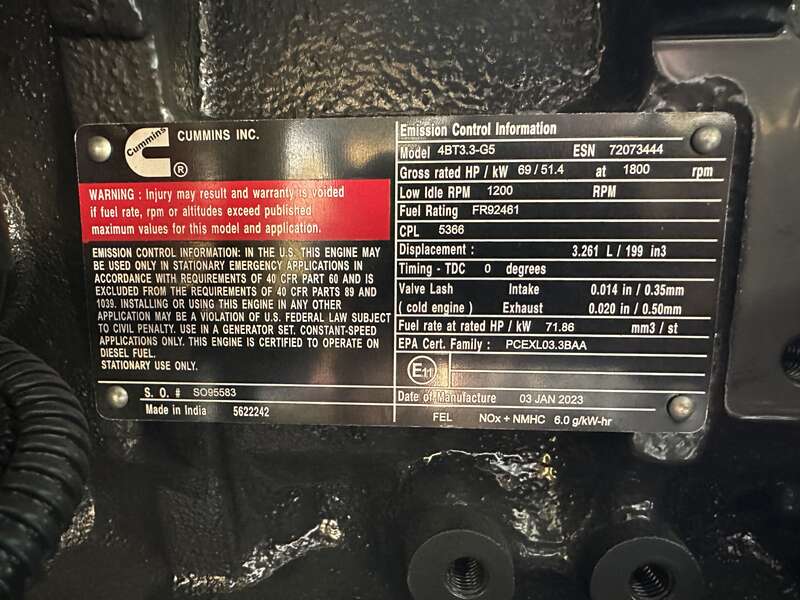 Cummins
®
CUMMINS INC.
WARNING : Injury may result and warranty is voided
if fuel rate, rpm or altitudes exceed published
maximum values for this model and application.
EMISSION CONTROL INFORMATION: IN THE U.S. THIS ENGINE MAY
BE USED ONLY IN STATIONARY EMERGENCY APPLICATIONS IN
ACCORDANCE WITH REQUIREMENTS OF 40 CFR PART 60 AND IS
EXCLUDED FROM THE REQUIREMENTS OF 40 CFR PARTS 89 AND
1039. INSTALLING OR USING THIS ENGINE IN ANY OTHER
APPLICATION MAY BE A VIOLATION OF U.S. FEDERAL LAW SUBJECT
TO CIVIL PENALTY. USE IN A GENERATOR SET. CONSTANT-SPEED
APPLICATIONS ONLY. THIS ENGINE IS CERTIFIED TO OPERATE ON
DIESEL FUEL.
STATIONARY USE ONLY.
S. O. # SO95583
Made in India 5622242
Emission Control Information
Model 4BT3.3-G5 ESN 72073444
Gross rated HP / kW 69 / 51.4 at 1800 rpm
Low Idle RPM 1200 RPM
Fuel Rating FR92461
CPL 5366
Displacement : 3.261 L / 199 in3
Timing - TDC 0 degrees
Valve Lash Intake 0.014 in / 0.35mm
( cold engine ) Exhaust 0.020 in / 0.50mm
Fuel rate at rated HP / kW 71.86 mm3 / st
EPA Cert. Family : PCEXL03.3BAA
E11
Date of Manufacture 03 JAN 2023
FEL NOx + NMHC 6.0 g/kW-hr